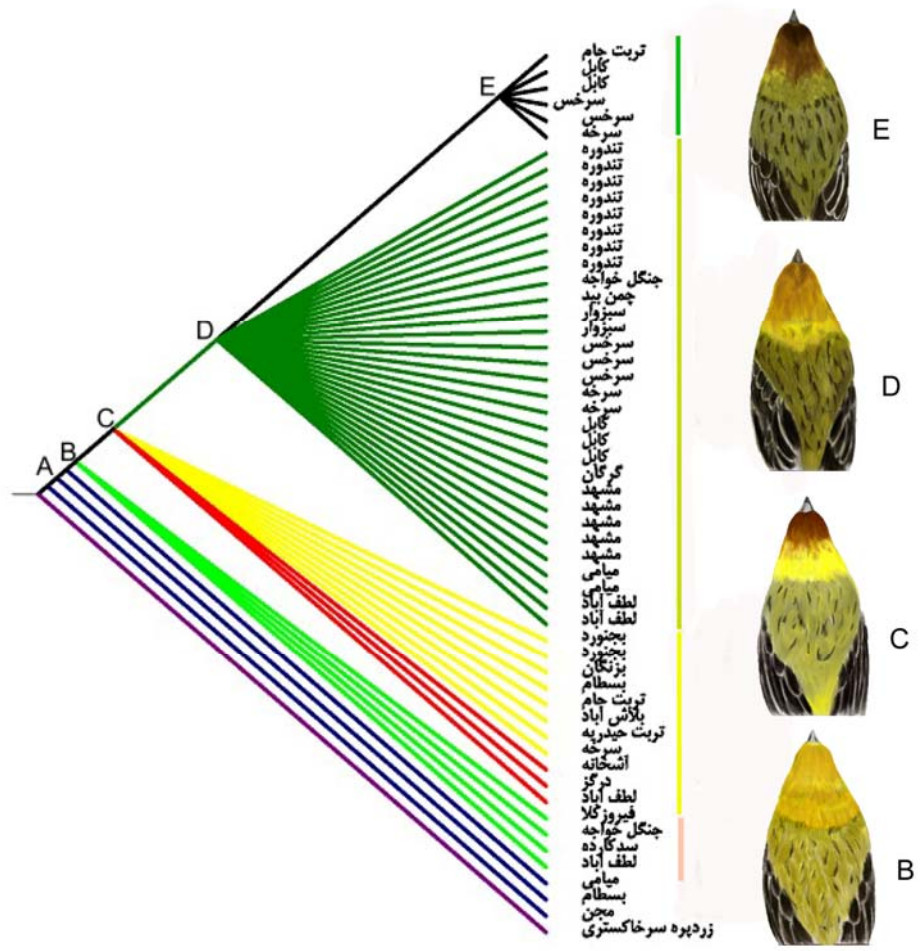 تربت جام
کابل
کابل
سرخس
سرخس
سرخه
تندوره
تندوره
تندوره
تندوره
تندوره
تندوره
تندوره
تندوره
جنگل خواجه
چمن بید
سبزوار
سبزوار
سرخس
سرخس
سرخس
سرخه
سرخه
کابل
کابل
کابل
گرگان
مشهد
مشهد
مشهد
مشهد
مشهد
میامی
میامی
لطف آباد
لطف آباد
بجنورد
بجنورد
بزنگان
بسطام
تربت جام
بلاش آباد
تربت حیدریه
سرخه
آشخانه
درگز
لطف آباد
فیروزکلا
جنگل خواجه
سدکارده
لطف آباد
میامی
بسطام
مجن
زردپره سرخاکستری
E
D
C
B
A
E
D
C
B